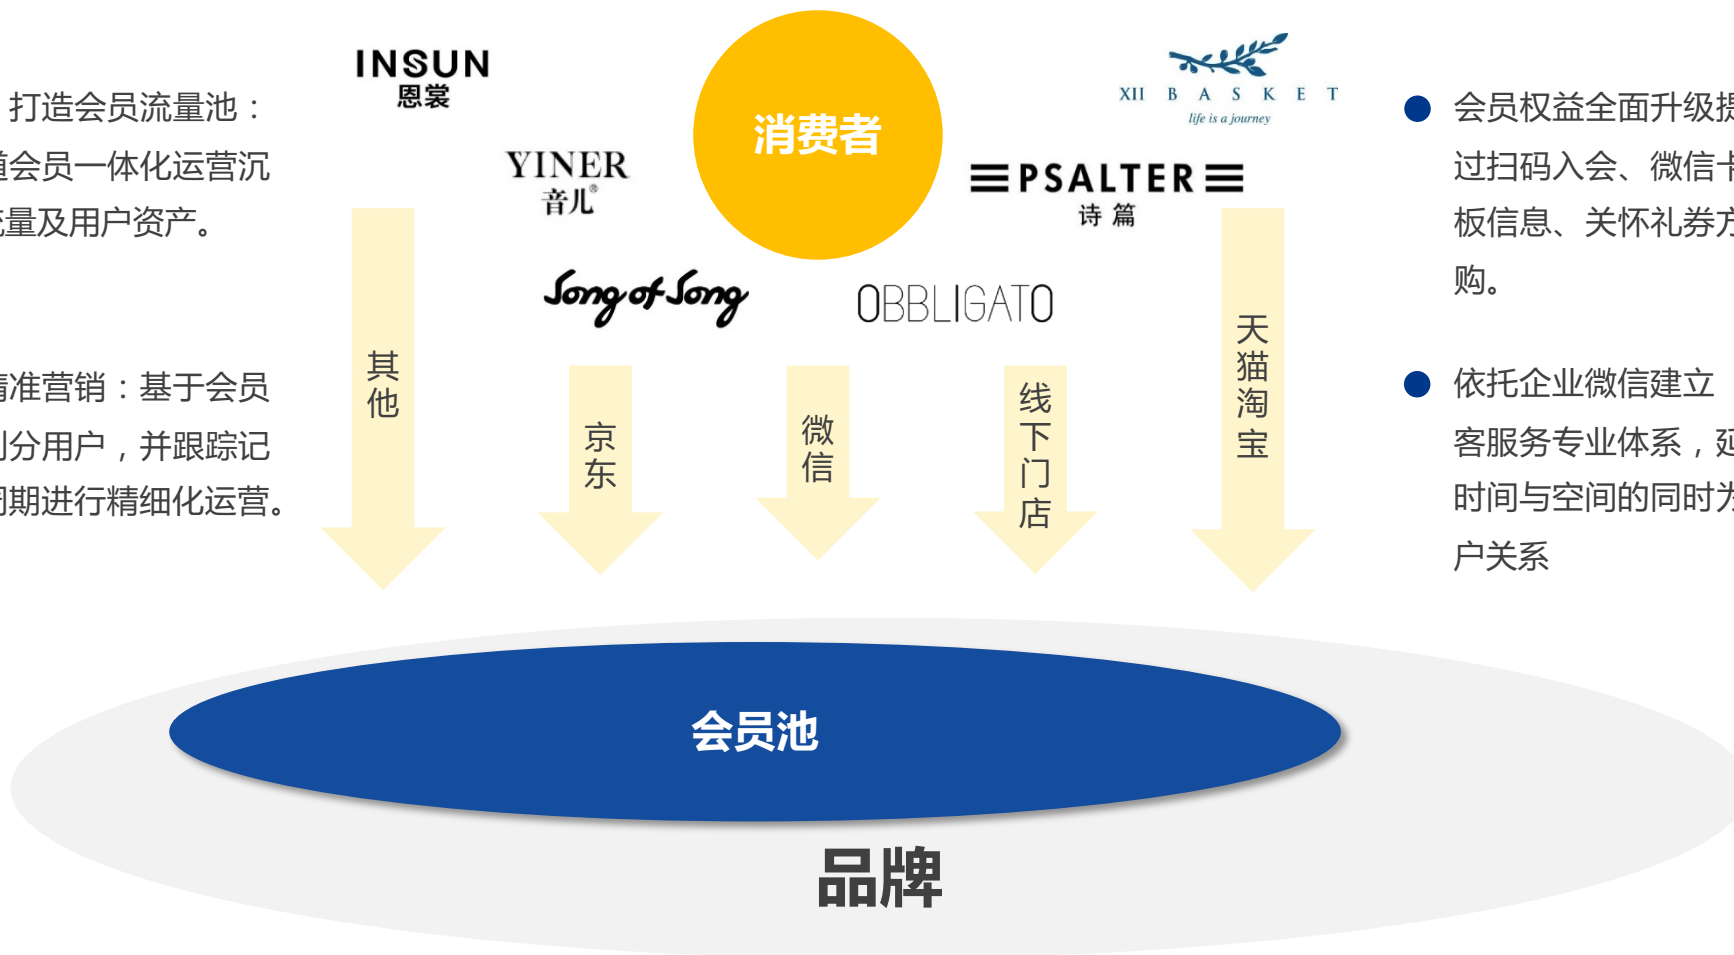 打造会员流量池：
会员一体化运营沉
量及用户资产。
准营销：基于会员
分用户，并跟踪记
期进行精细化运营。
INSUN
恩裳
YINER
音儿®
Song of Song
消费者
OBBLIGATO
XII BASKET
life is a journey
PSALTER
诗篇
其他
京东
微信
线下门店
天猫淘宝
会员权益全面升级提
过扫码入会、微信卡
板信息、关怀礼券方
购。
依托企业微信建立
客服务专业体系，延
时间与空间的同时为
户关系
会员池
品牌